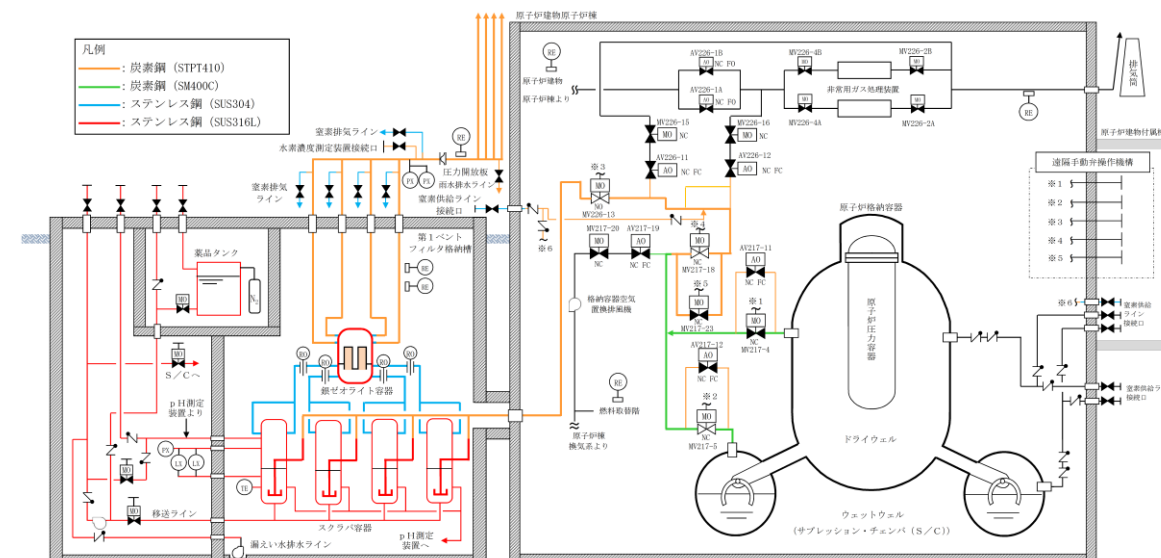 凡例
：炭素鋼（STPT410）
：炭素鋼（SM400C）
：ステンレス鋼（SUS304）
：ステンレス鋼（SUS316L）
窒素排気ライン
水素濃度測定装置接続口
RE
PX
PX
圧力開放板
雨水排水ライン
窒素排気
ライン
窒素供給ライン
接続口
※6
第1ベント
フィルタ格納槽
RE
RE
薬品タンク
N₂
MO
MO
S／Cへ
pH測定
装置より
RO
RO
RO
RO
銀ゼオライト容器
PX
LX
LX
MO
TE
MO
移送ライン
スクラバ容器
漏えい水排水ライン
pH測定
装置へ
原子炉建物原子炉棟
RE
原子炉建物
原子炉棟より
AV226-1B
AO
NC FO
AV226-1A
AO
NC FO
MV226-4B
MO
MV226-2B
MO
非常用ガス処理装置
MO
MV226-4A
MO
MV226-2A
RE
排気筒
MV226-15
MO
NC
MV226-16
MO
NC
AV226-11
AO
NC FC
AV226-12
AO
NC FC
※3
MO
NO
MV226-13
MV217-20
MO
NC
AV217-19
AO
NC FC
※4
MO
NC
MV217-18
※5
MO
NC
MV217-23
AV217-11
AO
NC FC
※1
MO
NC
MV217-4
格納容器空気
置換排風機
AV217-12
AO
NC FC
※2
MO
NC
MV217-5
RE
燃料取替階
原子炉棟
換気系より
原子炉格納容器
原子炉圧力容器
ドライウェル
ウェットウェル
（サプレッション・チェンバ（S／C））
原子炉建物付属棟
遠隔手動弁操作機構
※1
※2
※3
※4
※5
※6
窒素供給
ライン
接続口
窒素供給ラ
接続口